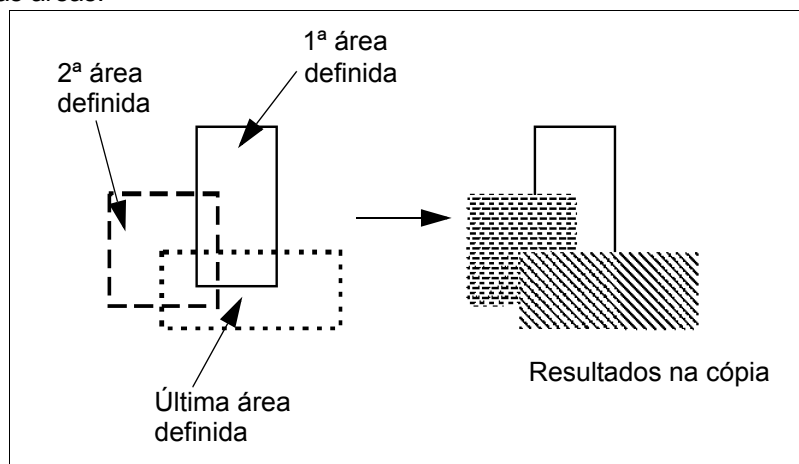 1ª área
definida
2ª área
definida
Última área
definida
Resultados na cópia